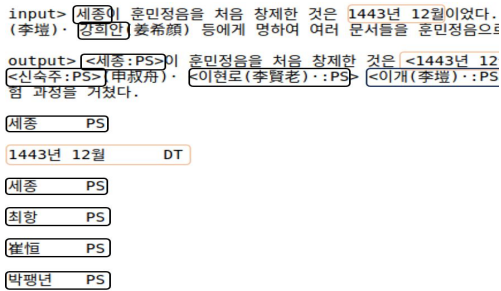 input> 세종이 훈민정음을 처음 창제한 것은 1443년 12월이었다.
(李塏)· 강희안(姜希顔) 등에게 명하여 여러 문서들을 훈민정음으로
output> <세종:PS>이 훈민정음을 처음 창제한 것은 <1443년 12
<신숙주:PS>(申叔舟)· <이현로(李賢老)·:PS> <이개(李塏)·:PS
험 과정을 거쳤다.
세종 PS
1443년 12월 DT
세종 PS
최항 PS
崔恒 PS
박팽년 PS